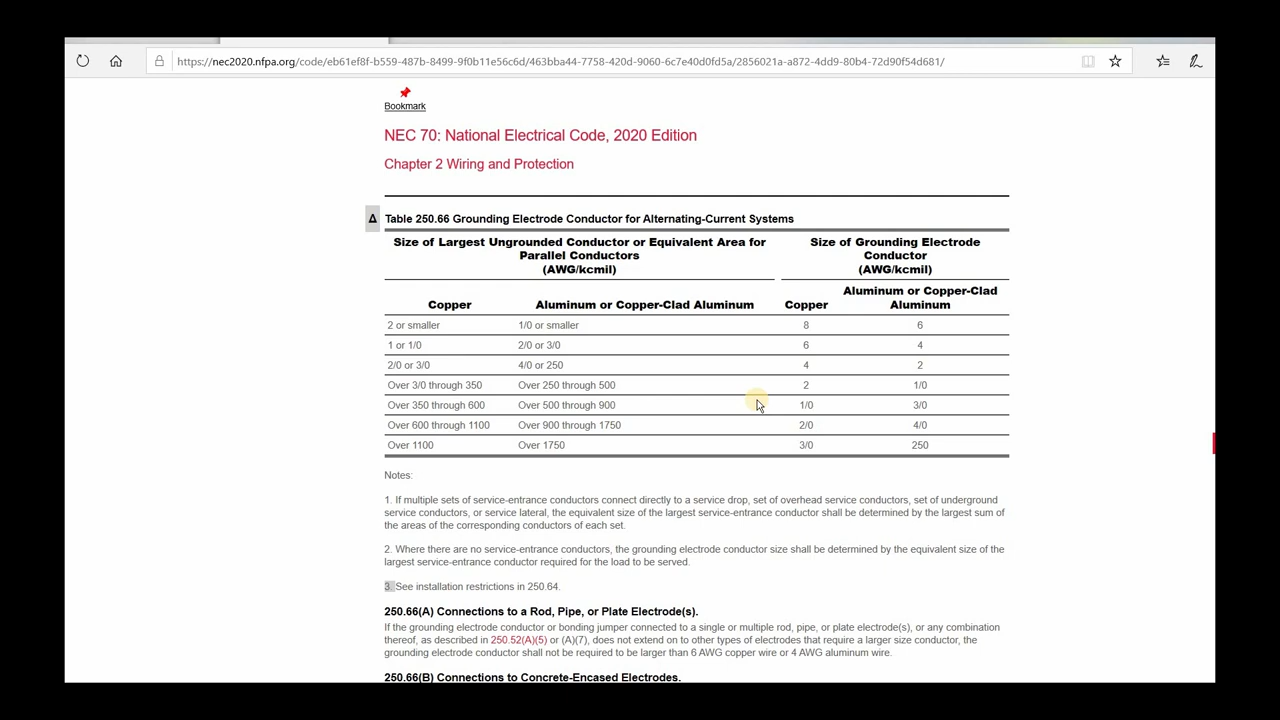 https://nec2020.nfpa.org/code/eb61ef8f-b559-487b-8499-9f0b11e56c6d/463bba44-7758-420d-9060-6c7e40d0fd5a/2856021a-a872-4dd9-80b4-72d90f54d681/
Bookmark
NEC 70: National Electrical Code, 2020 Edition
Chapter 2 Wiring and Protection
Δ Table 250.66 Grounding Electrode Conductor for Alternating-Current Systems
Size of Largest Ungrounded Conductor or Equivalent Area for
Parallel Conductors
(AWG/kcmil)
Size of Grounding Electrode
Conductor
(AWG/kcmil)
Copper
Aluminum or Copper-Clad Aluminum
Copper
Aluminum or Copper-Clad
Aluminum
2 or smaller 1/0 or smaller 8 6
1 or 1/0 2/0 or 3/0 6 4
2/0 or 3/0 4/0 or 250 4 2
Over 3/0 through 350 Over 250 through 500 2 1/0
Over 350 through 600 Over 500 through 900 1/0 3/0
Over 600 through 1100 Over 900 through 1750 2/0 4/0
Over 1100 Over 1750 3/0 250
Notes:
1. If multiple sets of service-entrance conductors connect directly to a service drop, set of overhead service conductors, set of underground
service conductors, or service lateral, the equivalent size of the largest service-entrance conductor shall be determined by the largest sum of
the areas of the corresponding conductors of each set.
2. Where there are no service-entrance conductors, the grounding electrode conductor size shall be determined by the equivalent size of the
largest service-entrance conductor required for the load to be served.
3. See installation restrictions in 250.64.
250.66(A) Connections to a Rod, Pipe, or Plate Electrode(s).
If the grounding electrode conductor or bonding jumper connected to a single or multiple rod, pipe, or plate electrode(s), or any combination
thereof, as described in 250.52(A)(5) or (A)(7), does not extend on to other types of electrodes that require a larger size conductor, the
grounding electrode conductor shall not be required to be larger than 6 AWG copper wire or 4 AWG aluminum wire.
250.66(B) Connections to Concrete-Encased Electrodes.